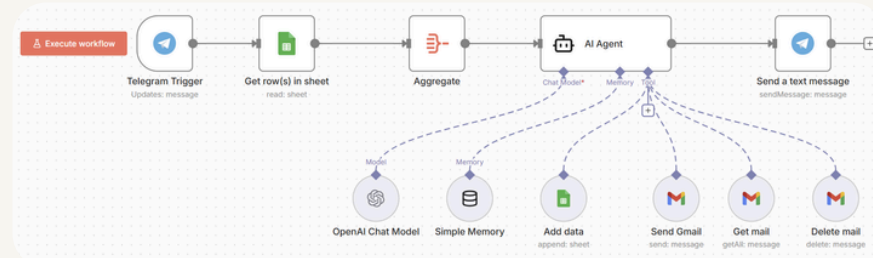 Execute workflow
Telegram Trigger
Updates: message
Get row(s) in sheet
read: sheet
Aggregate
AI Agent
Chat Model*
Memory
Tool
Send a text message
sendMessage: message
Model
Memory
OpenAI Chat Model
Simple Memory
Add data
append: sheet
Send Gmail
send: message
Get mail
getAll: message
Delete mail
delete: message